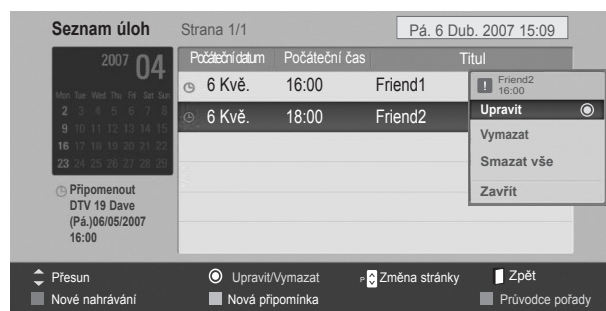 Seznam úloh
Strana 1/1
Pá. 6 Dub. 2007 15:09
2007 04
Mon Tue Wed Thu Fri Sat Sun
2 3 4 5 6 7 8
9 10 11 12 13 14 15
16 17 18 19 20 21 22
23 24 25 26 27 28 29
Připomenout
DTV 19 Dave
(Pá.)06/05/2007
16:00
Počáteční datum Počáteční čas Titul
6 Kvě. 16:00 Friend1
6 Kvě. 18:00 Friend2
Friend2
16:00
Upravit
Vymazat
Smazat vše
Zavřít
Přesun Upravit/Vymazat P Změna stránky Zpět
Nové nahrávání Nová připomínka Průvodce pořady